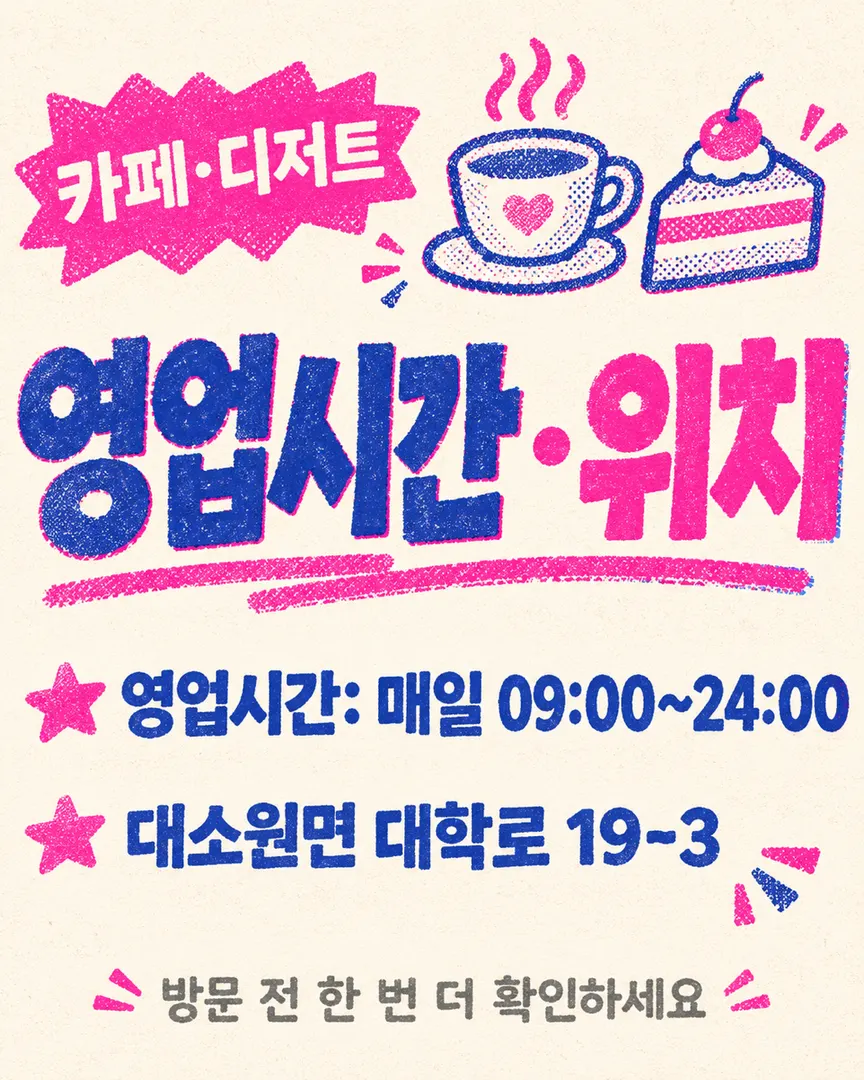 카페·디저트
영업시간·위치
영업시간: 매일 09:00~24:00
대소원면 대학로 19-3
방문 전 한 번 더 확인하세요